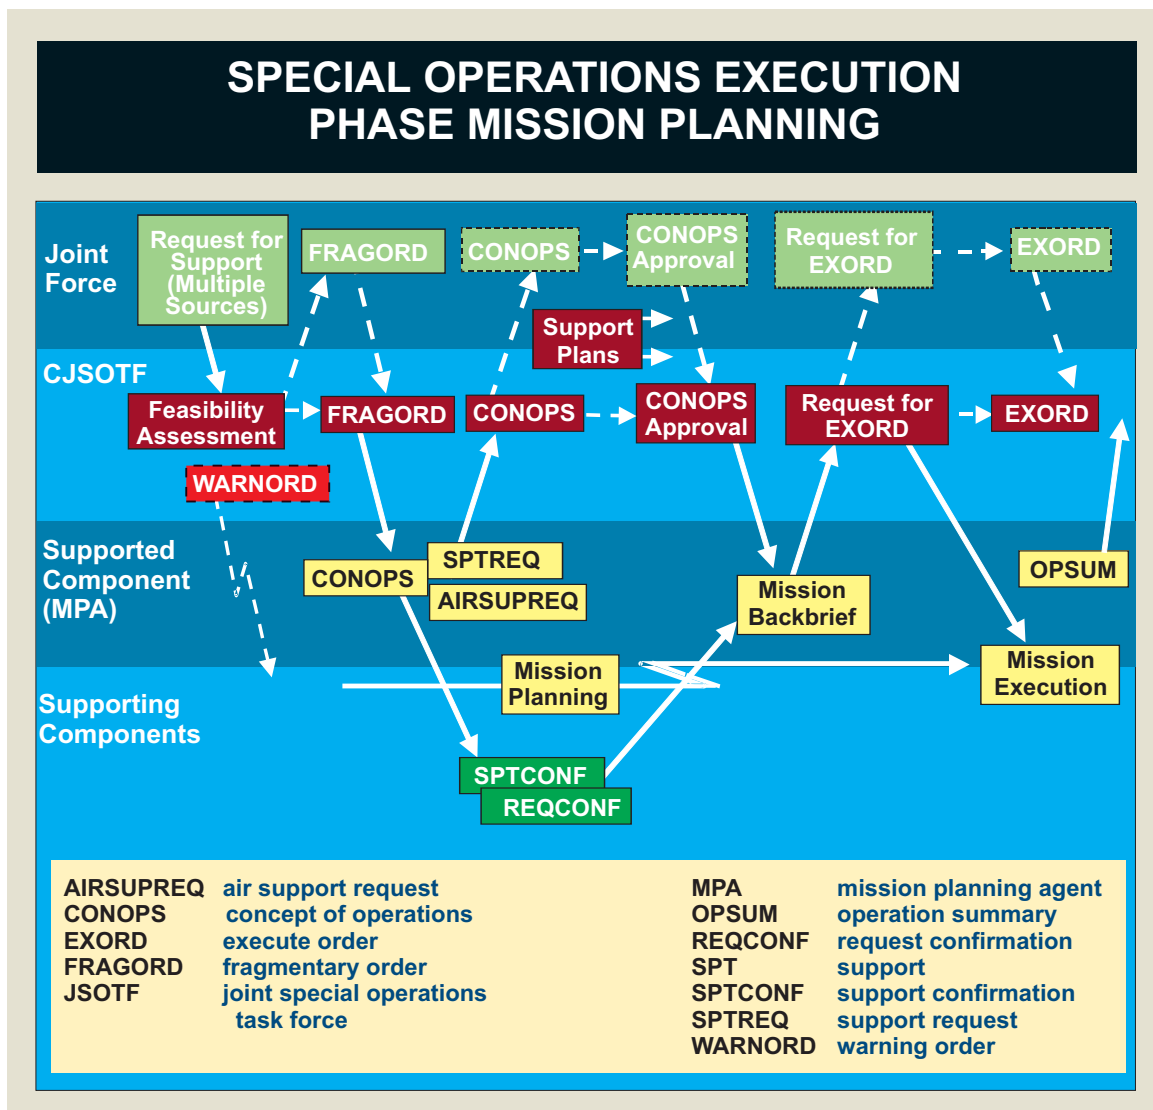 SPECIAL OPERATIONS EXECUTION
PHASE MISSION PLANNING
Joint
Force
Request for
Support
(Multiple
Sources)
FRAGORD
CONOPS
CONOPS
Approval
Request for
EXORD
EXORD
Support
Plans
CJSOTF
Feasibility
Assessment
FRAGORD
CONOPS
CONOPS
Approval
Request for
EXORD
EXORD
WARNORD
Supported
Component
(MPA)
CONOPS
SPTREQ
AIRSUPREQ
Mission
Backbrief
OPSUM
Mission
Planning
Mission
Execution
Supporting
Components
SPTCONF
REQCONF
AIRSUPREQ air support request
CONOPS concept of operations
EXORD execute order
FRAGORD fragmentary order
JSOTF joint special operations
task force
MPA mission planning agent
OPSUM operation summary
REQCONF request confirmation
SPT support
SPTCONF support confirmation
SPTREQ support request
WARNORD warning order